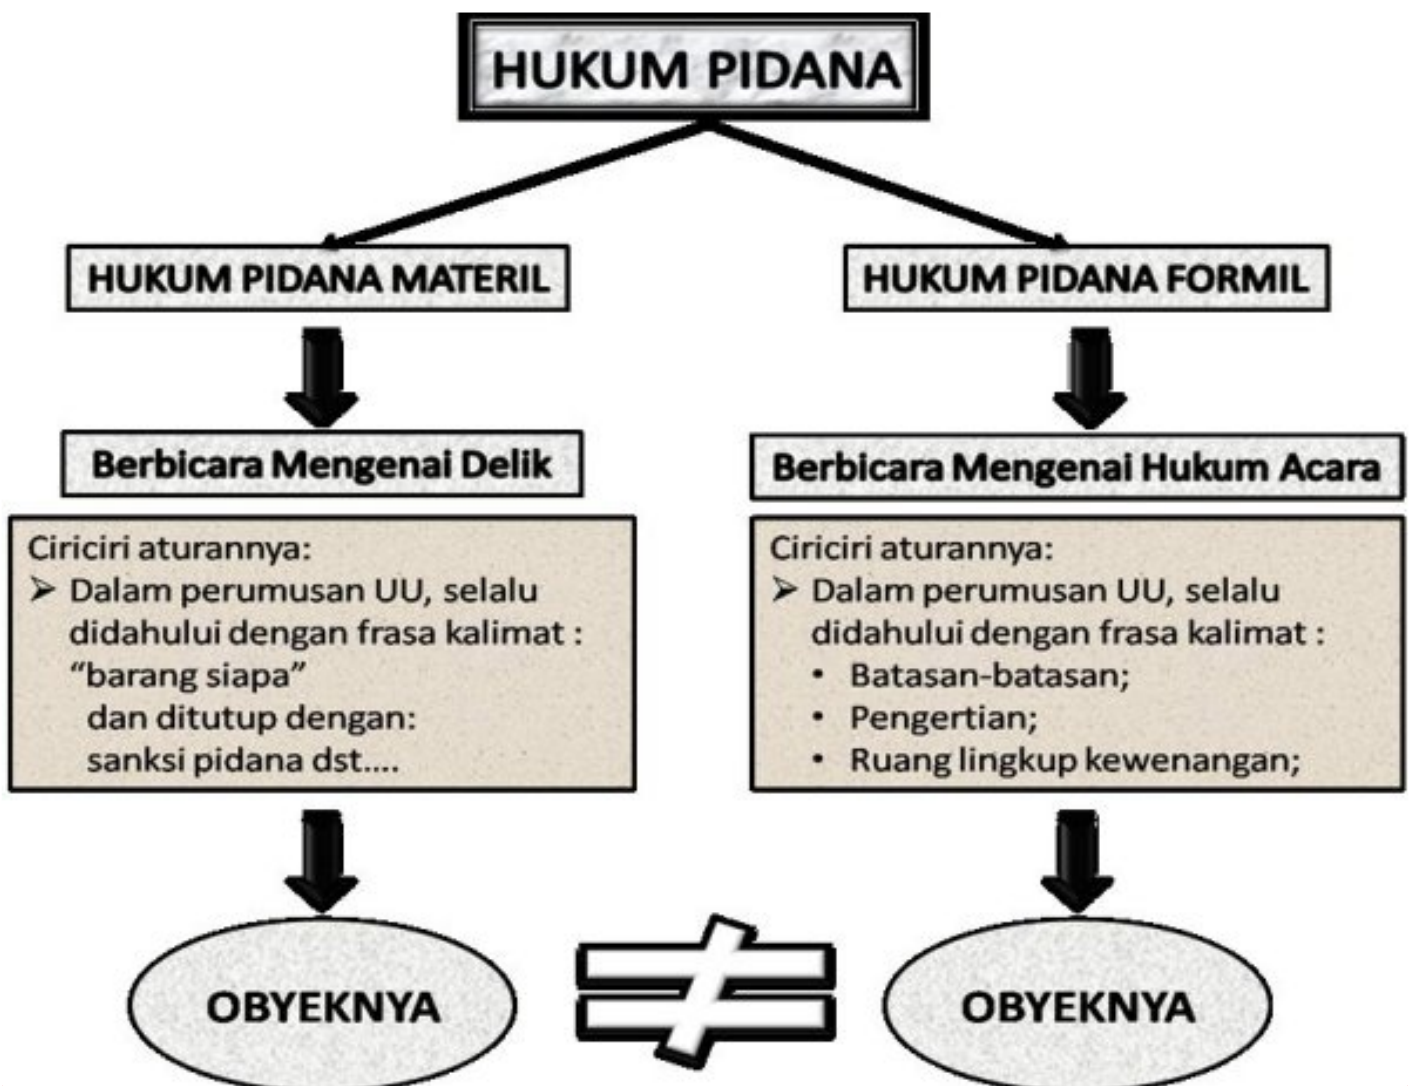 HUKUM PIDANA
HUKUM PIDANA MATERIL
HUKUM PIDANA FORMIL
Berbicara Mengenai Delik
Berbicara Mengenai Hukum Acara
Ciriciri aturannya:
➢ Dalam perumusan UU, selalu
didahului dengan frasa kalimat :
“barang siapa”
dan ditutup dengan:
sanksi pidana dst....
Ciriciri aturannya:
➢ Dalam perumusan UU, selalu
didahului dengan frasa kalimat :
• Batasan-batasan;
• Pengertian;
• Ruang lingkup kewenangan;
OBYEKNYA
≠
OBYEKNYA